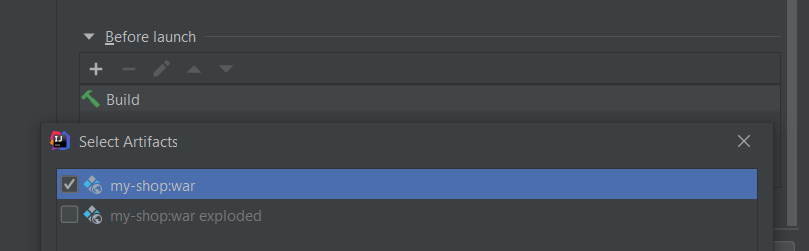 Before launch
Build
Select Artifacts
my-shop:war
my-shop:war exploded